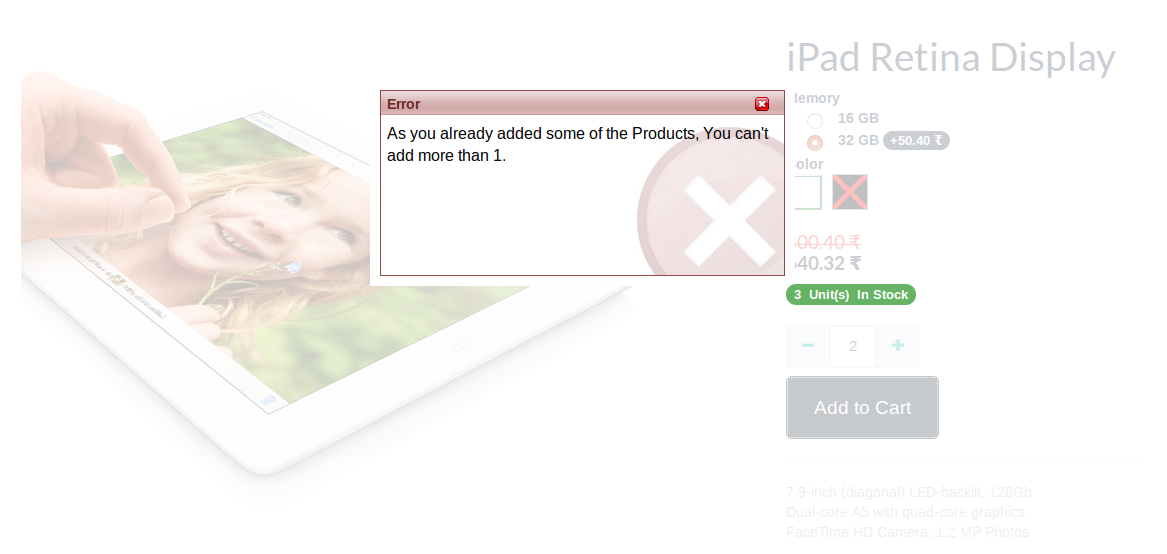 iPad Retina Display
Error
As you already added some of the Products, You can't
add more than 1.
emory
16 GB
32 GB +50.40 ₹
olor
00.40 ₹
40.32 ₹
3 Unit(s) In Stock
2
Add to Cart
7.9-inch (diagonal) LED-backlit, 128Gb
Dual-core A5 with quad-core graphics
FaceTime HD Camera, 1.2 MP Photos